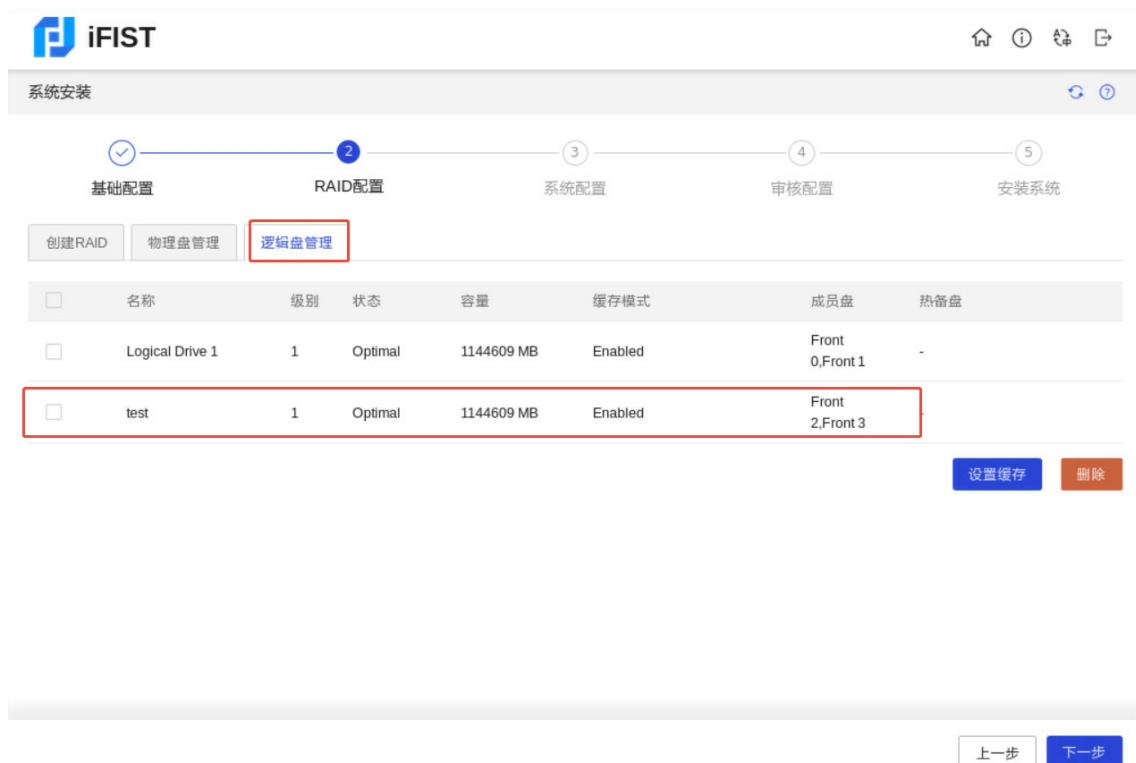 iFIST
系统安装
2 3 4 5
基础配置 RAID配置 系统配置 审核配置 安装系统
创建RAID 物理盘管理 逻辑盘管理
名称 级别 状态 容量 缓存模式 成员盘 热备盘
Logical Drive 1 1 Optimal 1144609 MB Enabled Front 0,Front 1 -
test 1 Optimal 1144609 MB Enabled Front 2,Front 3 -
设置缓存 删除
上一步 下一步